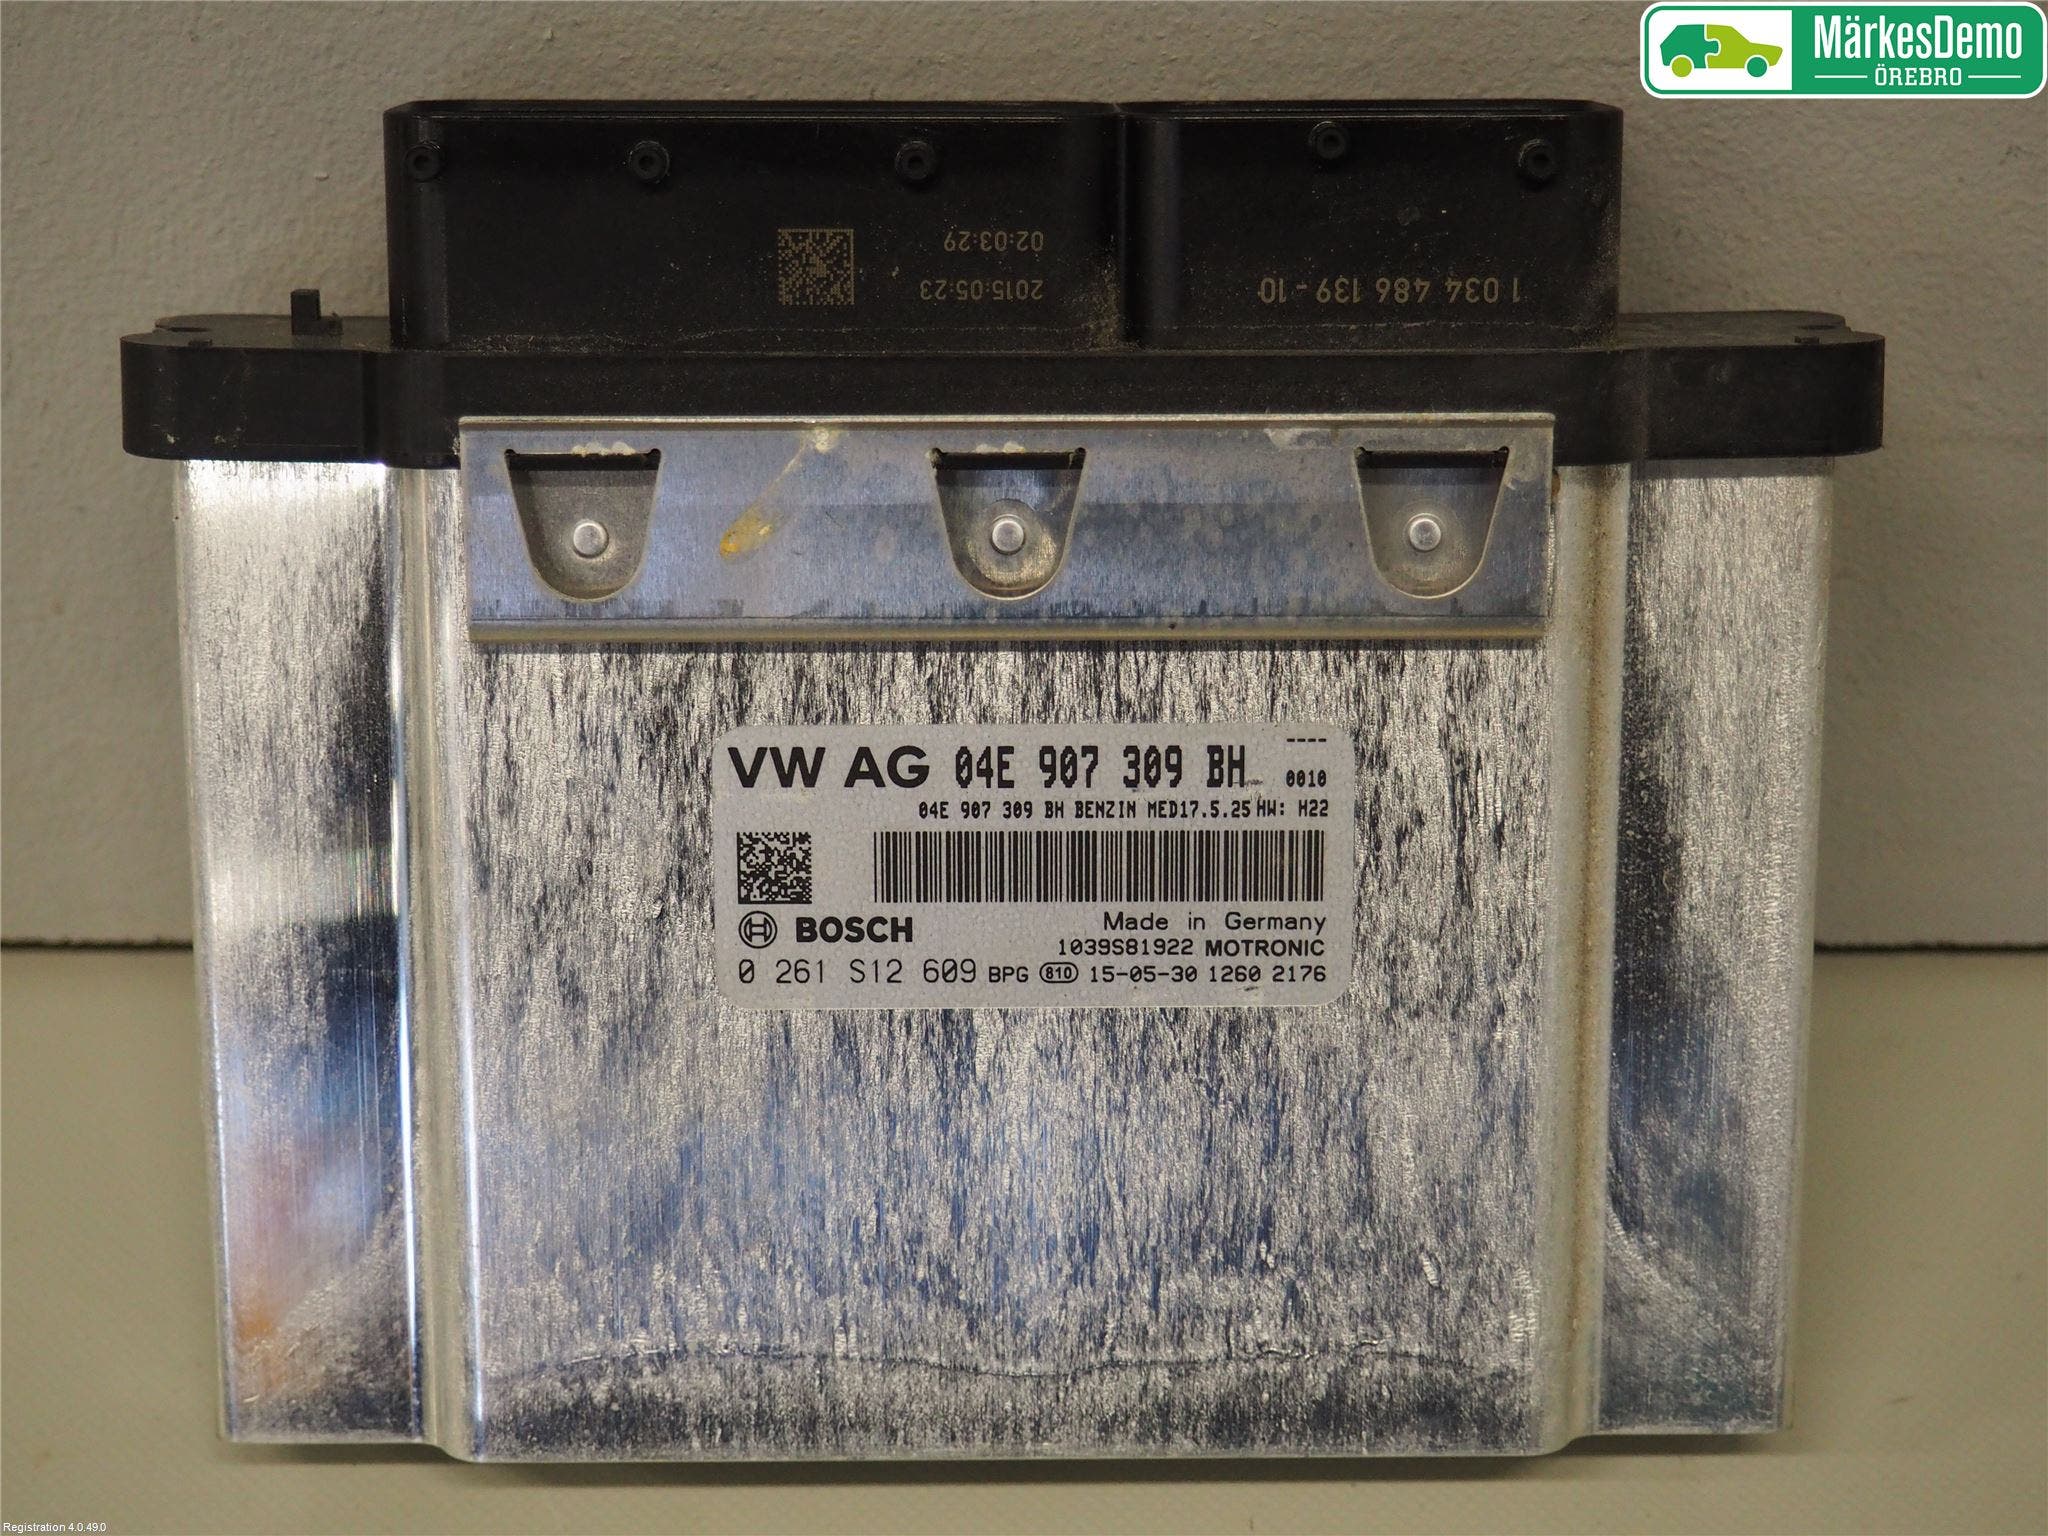 MärkesDemo
ÖREBRO
02:03:29
2015:05:23
1 034 486 139 -10
VW AG 04E 907 309 BH
----
0010
04E 907 309 BH BENZIN MED17.5.25 HW: H22
BOSCH
Made in Germany
1039S81922 MOTRONIC
0 261 S12 609 BPG 810 15-05-30 1260 2176
Registration 4.0.49.0